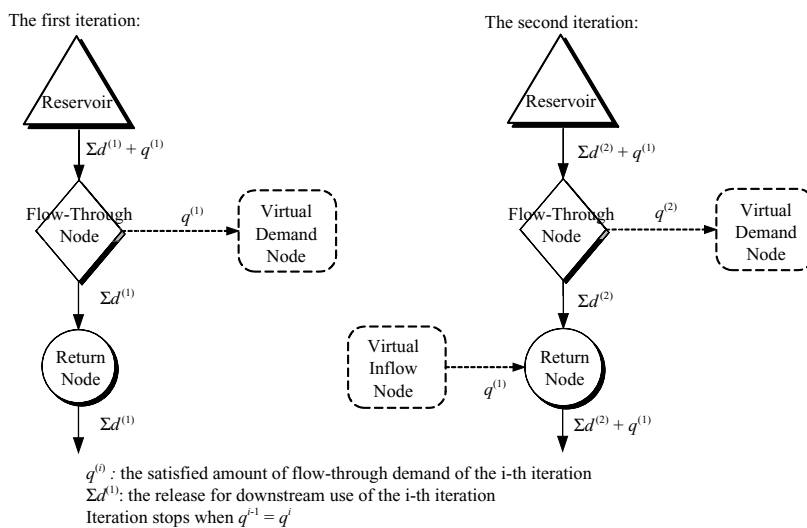 The first iteration:
Reservoir
Σd⁽¹⁾ + q⁽¹⁾
Flow-Through
Node
q⁽¹⁾
Virtual
Demand
Node
Σd⁽¹⁾
Return
Node
Σd⁽¹⁾
The second iteration:
Reservoir
Σd⁽²⁾ + q⁽¹⁾
Flow-Through
Node
q⁽²⁾
Virtual
Demand
Node
Σd⁽²⁾
Virtual
Inflow
Node
q⁽¹⁾
Return
Node
Σd⁽²⁾ + q⁽¹⁾
q⁽ⁱ⁾ : the satisfied amount of flow-through demand of the i-th iteration
Σd⁽¹⁾: the release for downstream use of the i-th iteration
Iteration stops when qⁱ⁻¹ = qⁱ